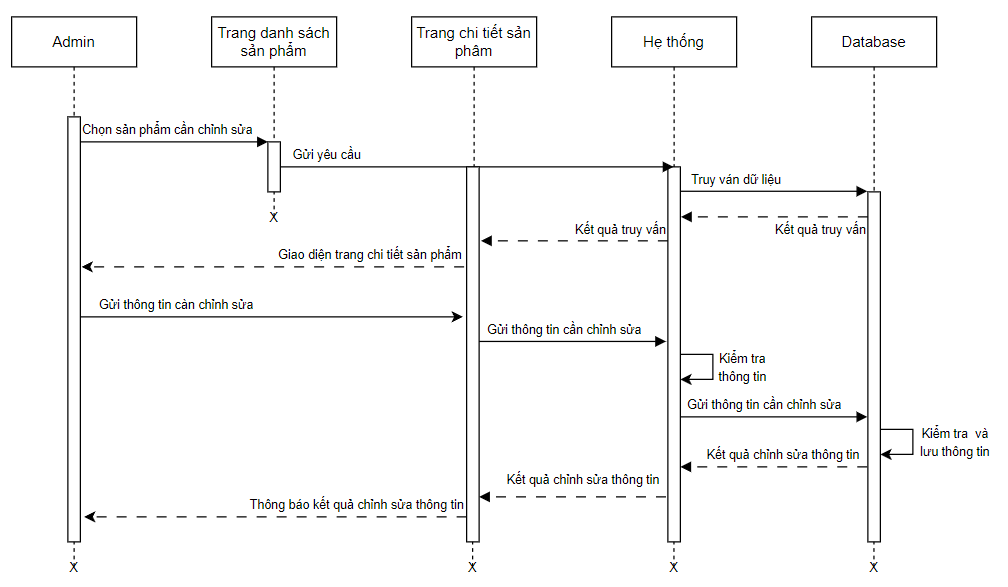 Admin
Trang danh sách
sản phẩm
Trang chi tiết sản
phâm
Hẹ thống
Database
Chọn sản phẩm cần chỉnh sửa
Gửi yêu cầu
Truy ván dữ liệu
Kết quả truy vấn
Kết quả truy vấn
Giao diện trang chi tiết sản phẩm
Gửi thông tin càn chỉnh sửa
Gửi thông tin cần chỉnh sửa
Kiểm tra
thông tin
Gửi thông tin cần chỉnh sửa
Kiểm tra và
lưu thông tin
Kết quả chỉnh sửa thông tin
Kết quả chỉnh sửa thông tin
Thông báo kết quả chỉnh sửa thông tin
X
X
X
X
X